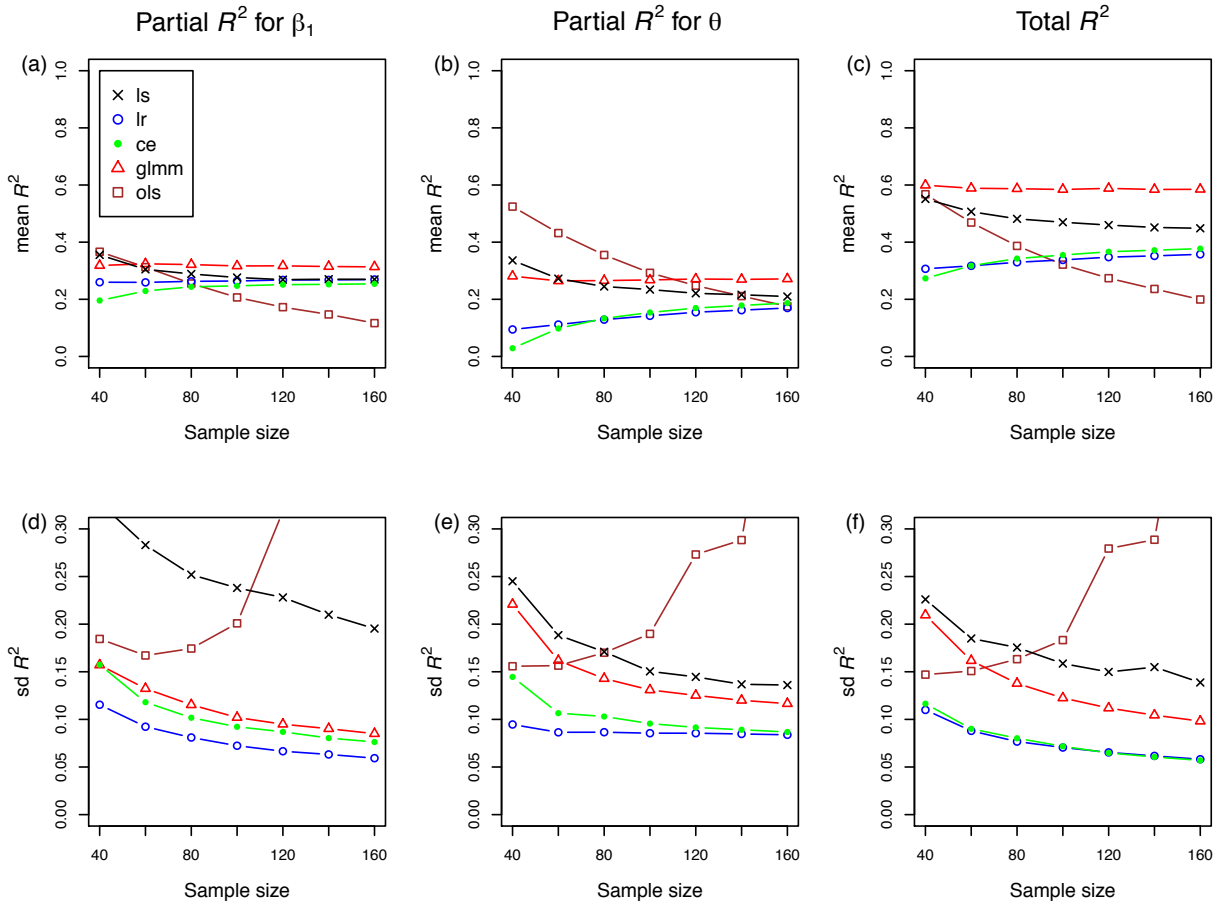 Partial R² for β₁
Partial R² for θ
Total R²
(a)
mean R²
0.0 0.2 0.4 0.6 0.8 1.0
ls
lr
ce
glmm
ols
40 80 120 160
Sample size
(b)
mean R²
0.0 0.2 0.4 0.6 0.8 1.0
40 80 120 160
Sample size
(c)
mean R²
0.0 0.2 0.4 0.6 0.8 1.0
40 80 120 160
Sample size
(d)
sd R²
0.00 0.05 0.10 0.15 0.20 0.25 0.30
40 80 120 160
Sample size
(e)
sd R²
0.00 0.05 0.10 0.15 0.20 0.25 0.30
40 80 120 160
Sample size
(f)
sd R²
0.00 0.05 0.10 0.15 0.20 0.25 0.30
40 80 120 160
Sample size